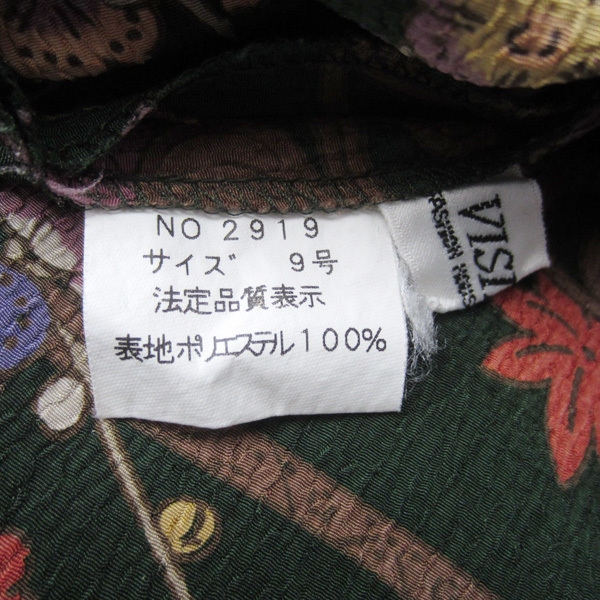 NO 2919
サイズ 9号
法定品質表示
表地ポリエステル100%
VISI
FASHION